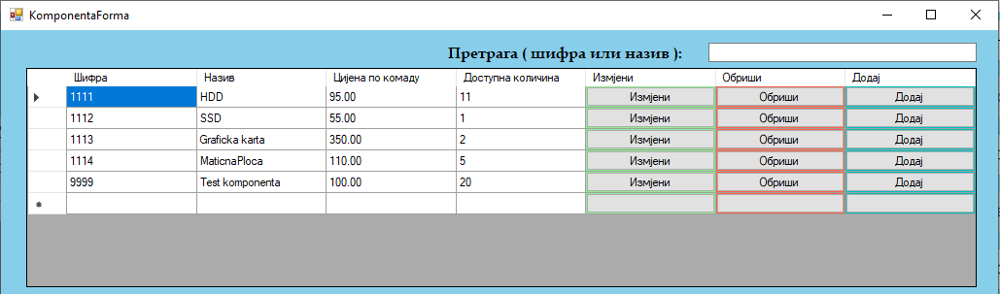 KomponentaForma
Претрага ( шифра или назив ):
Шифра Назив Цијена по комаду Доступна количина Измјени Обриши Додај
1111 HDD 95.00 11 Измјени Обриши Додај
1112 SSD 55.00 1 Измјени Обриши Додај
1113 Graficka karta 350.00 2 Измјени Обриши Додај
1114 MaticnaPloca 110.00 5 Измјени Обриши Додај
9999 Test komponenta 100.00 20 Измјени Обриши Додај